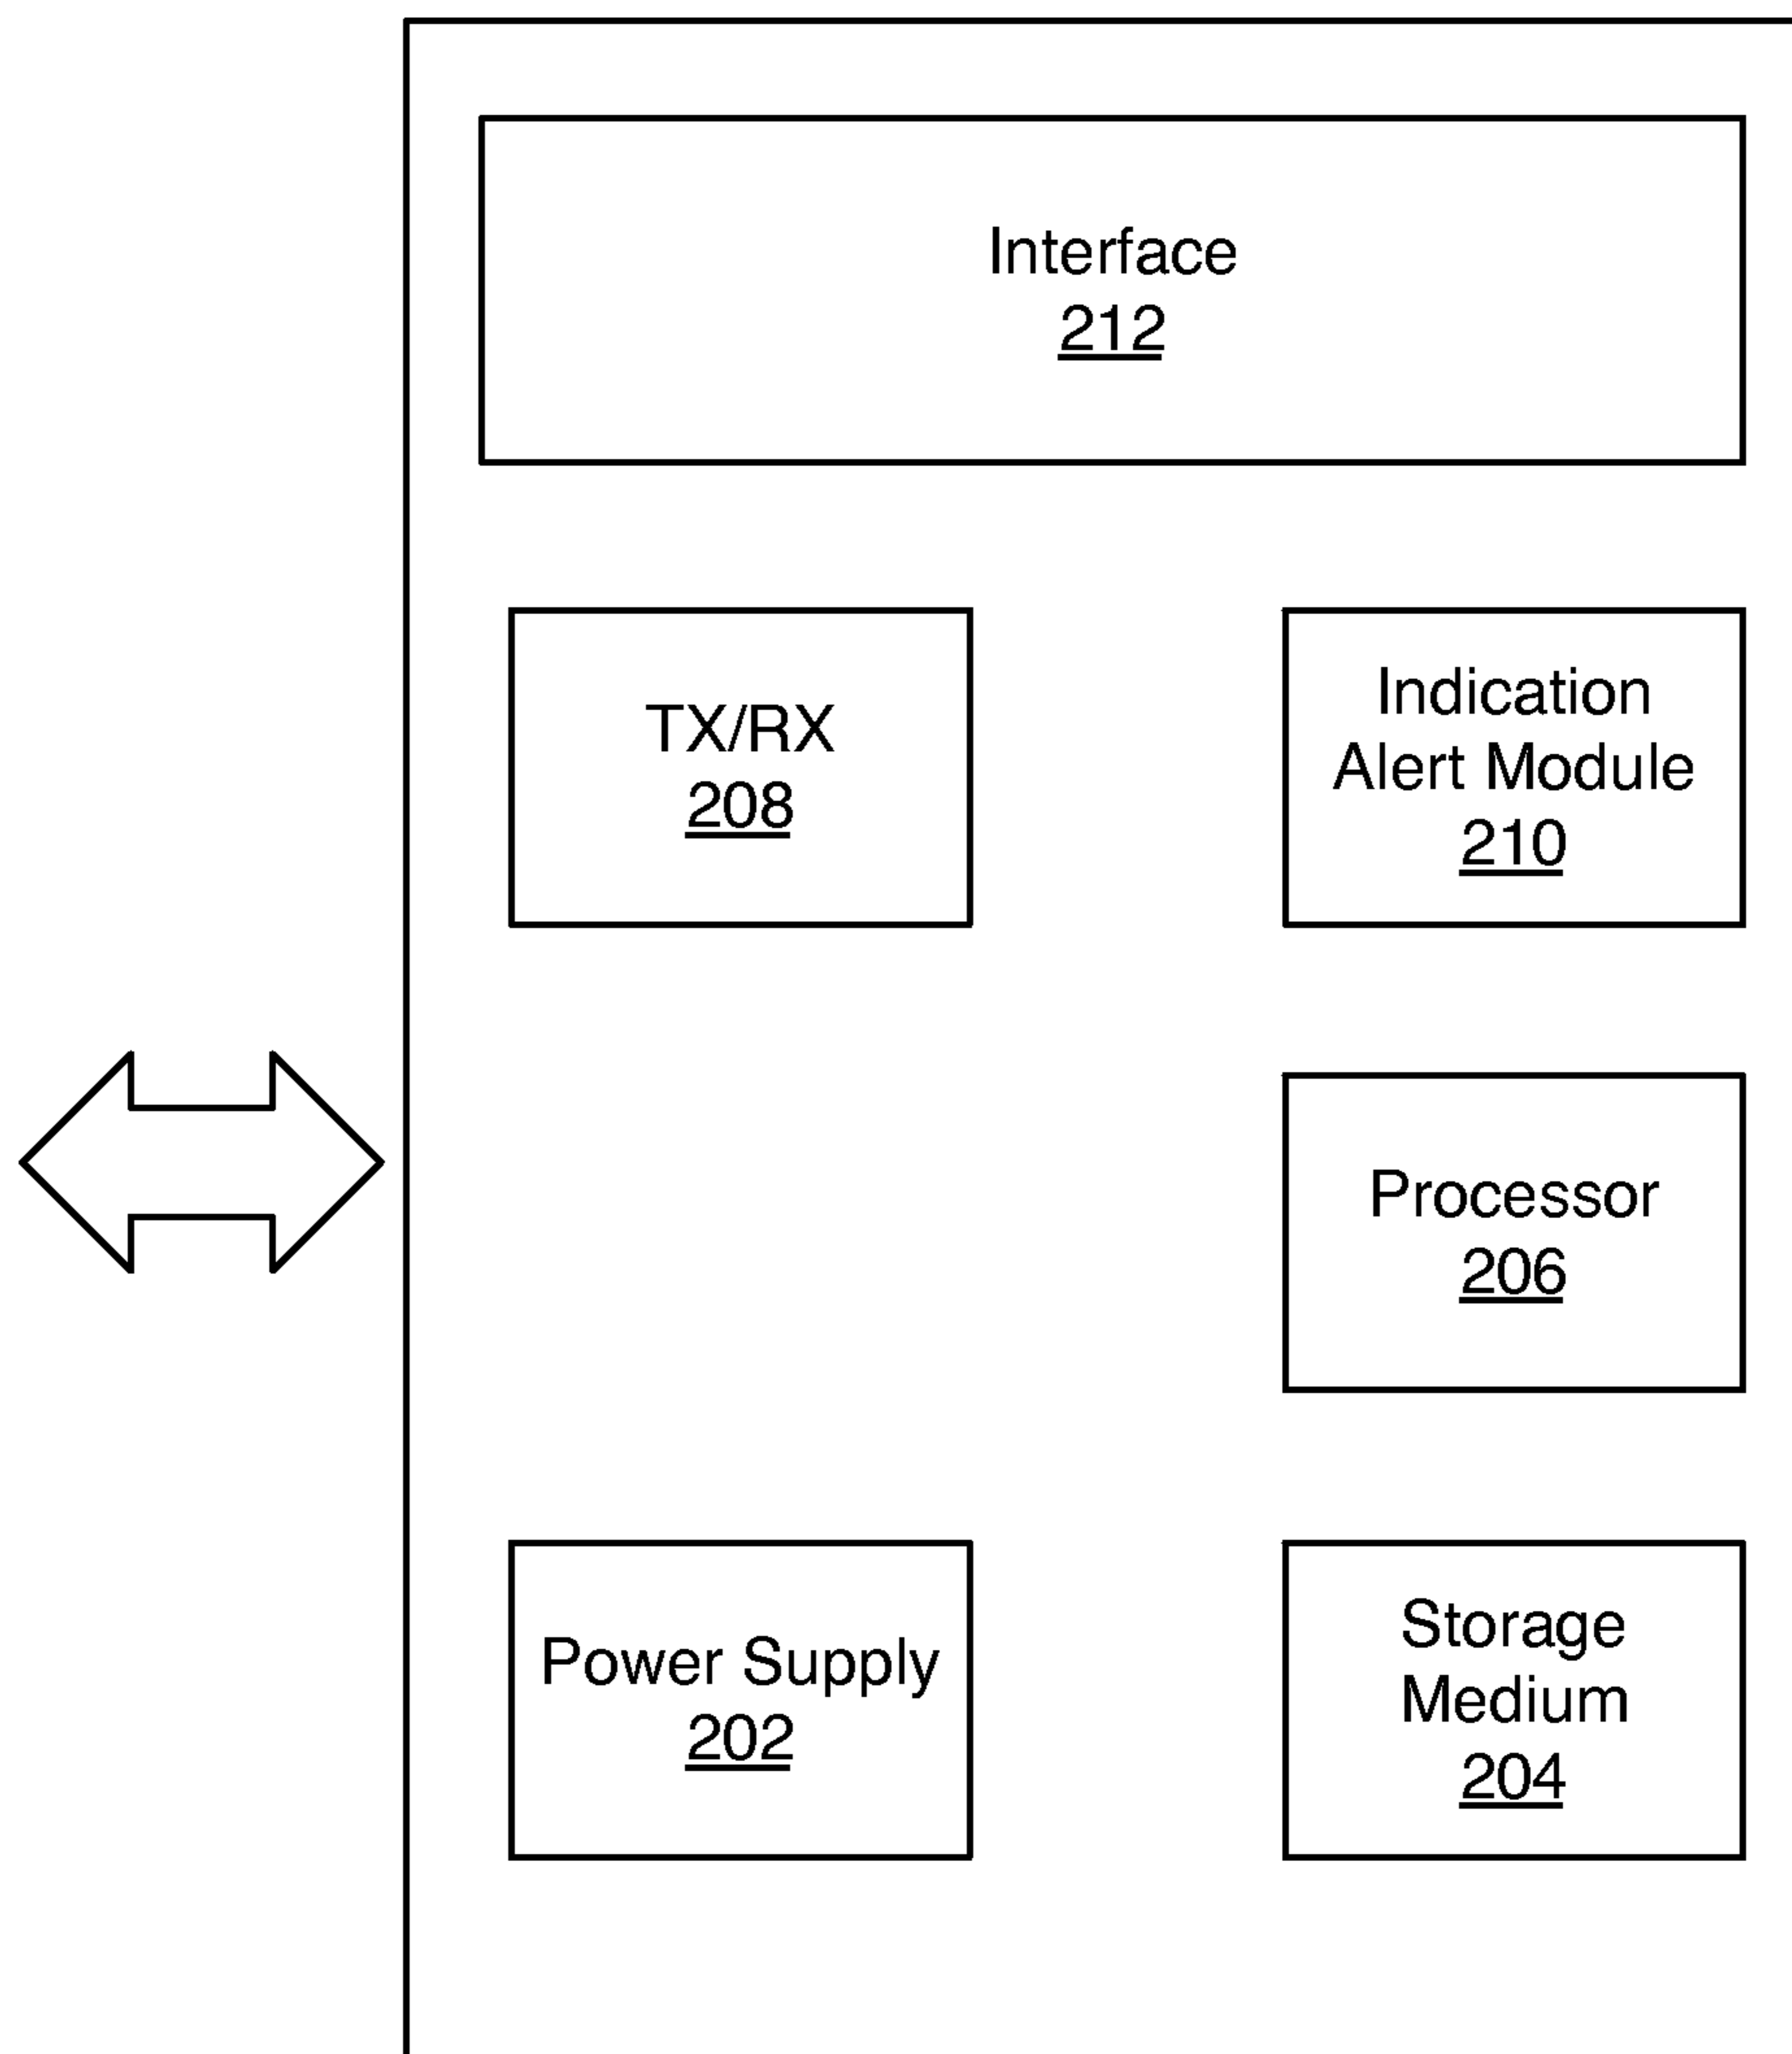 Interface
212
TX/RX
208
Indication
Alert Module
210
Processor
206
Power Supply
202
Storage
Medium
204